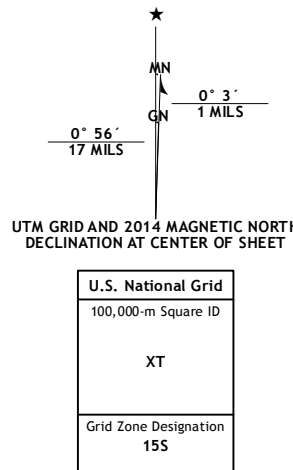 MN
GN
0° 3´
1 MILS
0° 56´
17 MILS
UTM GRID AND 2014 MAGNETIC NORTH
DECLINATION AT CENTER OF SHEET
U.S. National Grid
100,000-m Square ID
XT
Grid Zone Designation
15S